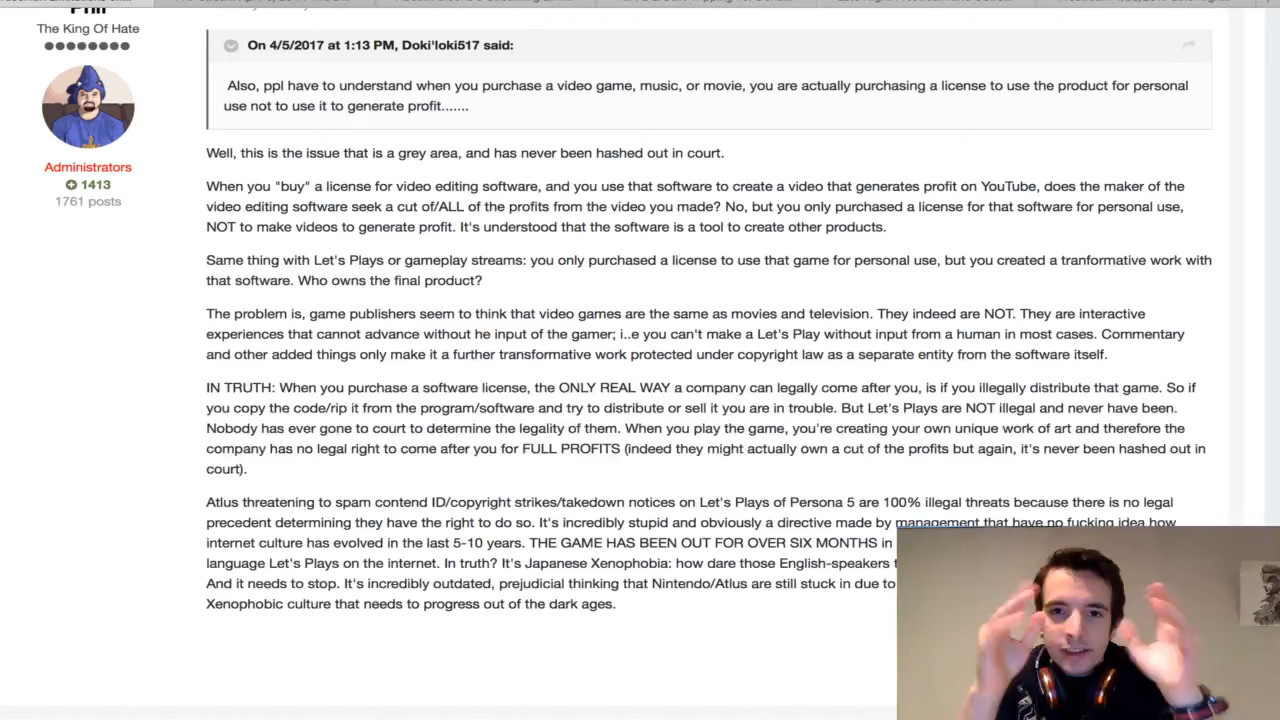 Phil
The King Of Hate
Administrators
1413
1761 posts
On 4/5/2017 at 1:13 PM, Doki'loki517 said:
Also, ppl have to understand when you purchase a video game, music, or movie, you are actually purchasing a license to use the product for personal
use not to use it to generate profit.......
Well, this is the issue that is a grey area, and has never been hashed out in court.
When you "buy" a license for video editing software, and you use that software to create a video that generates profit on YouTube, does the maker of the
video editing software seek a cut of/ALL of the profits from the video you made? No, but you only purchased a license for that software for personal use,
NOT to make videos to generate profit. It's understood that the software is a tool to create other products.
Same thing with Let's Plays or gameplay streams: you only purchased a license to use that game for personal use, but you created a tranformative work with
that software. Who owns the final product?
The problem is, game publishers seem to think that video games are the same as movies and television. They indeed are NOT. They are interactive
experiences that cannot advance without he input of the gamer; i..e you can't make a Let's Play without input from a human in most cases. Commentary
and other added things only make it a further transformative work protected under copyright law as a separate entity from the software itself.
IN TRUTH: When you purchase a software license, the ONLY REAL WAY a company can legally come after you, is if you illegally distribute that game. So if
you copy the code/rip it from the program/software and try to distribute or sell it you are in trouble. But Let's Plays are NOT illegal and never have been.
Nobody has ever gone to court to determine the legality of them. When you play the game, you're creating your own unique work of art and therefore the
company has no legal right to come after you for FULL PROFITS (indeed they might actually own a cut of the profits but again, it's never been hashed out in
court).
Atlus threatening to spam contend ID/copyright strikes/takedown notices on Let's Plays of Persona 5 are 100% illegal threats because there is no legal
precedent determining they have the right to do so. It's incredibly stupid and obviously a directive made by management that have no fucking idea how
internet culture has evolved in the last 5-10 years. THE GAME HAS BEEN OUT FOR OVER SIX MONTHS in
language Let's Plays on the internet. In truth? It's Japanese Xenophobia: how dare those English-speakers
And it needs to stop. It's incredibly outdated, prejudicial thinking that Nintendo/Atlus are still stuck in due to
Xenophobic culture that needs to progress out of the dark ages.